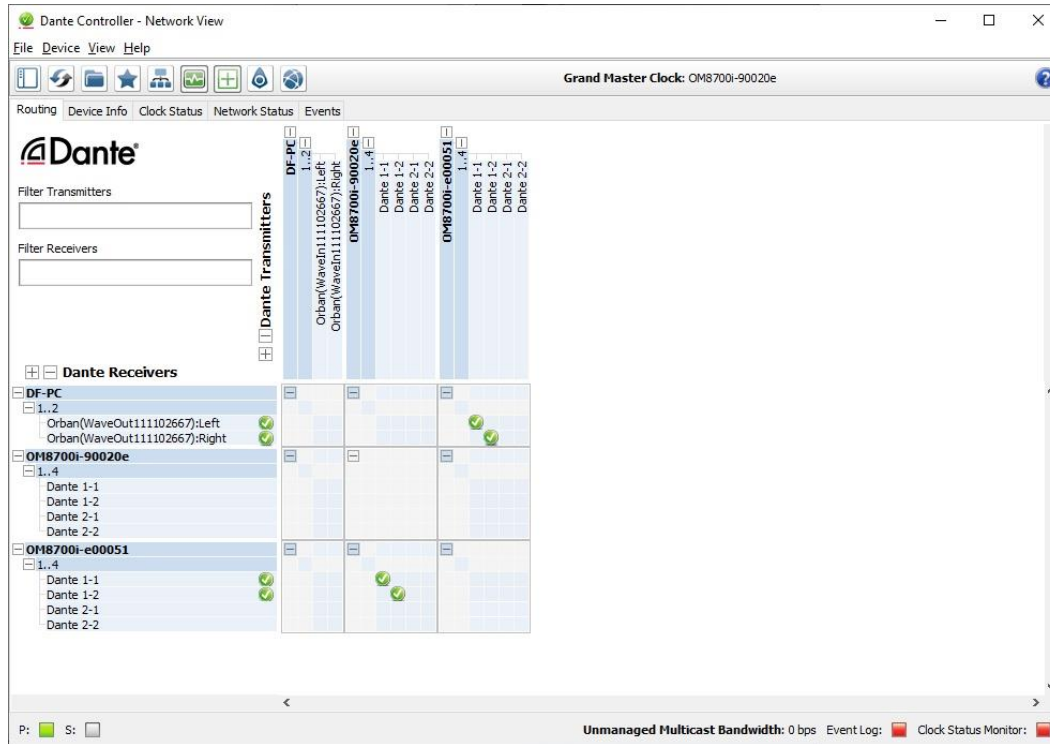 Dante Controller - Network View
File Device View Help
Grand Master Clock: OM8700i-90020e
?
Routing Device Info Clock Status Network Status Events
Dante
Filter Transmitters
Filter Receivers
Dante Transmitters
DF-PC
1..2
Orban(WaveIn111102667):Left
Orban(WaveIn111102667):Right
OM8700i-90020e
1..4
Dante 1-1
Dante 1-2
Dante 2-1
Dante 2-2
OM8700i-e00051
1..4
Dante 1-1
Dante 1-2
Dante 2-1
Dante 2-2
Dante Receivers
DF-PC
1..2
Orban(WaveOut111102667):Left
Orban(WaveOut111102667):Right
OM8700i-90020e
1..4
Dante 1-1
Dante 1-2
Dante 2-1
Dante 2-2
OM8700i-e00051
1..4
Dante 1-1
Dante 1-2
Dante 2-1
Dante 2-2
P: S: Unmanaged Multicast Bandwidth: 0 bps Event Log: Clock Status Monitor: